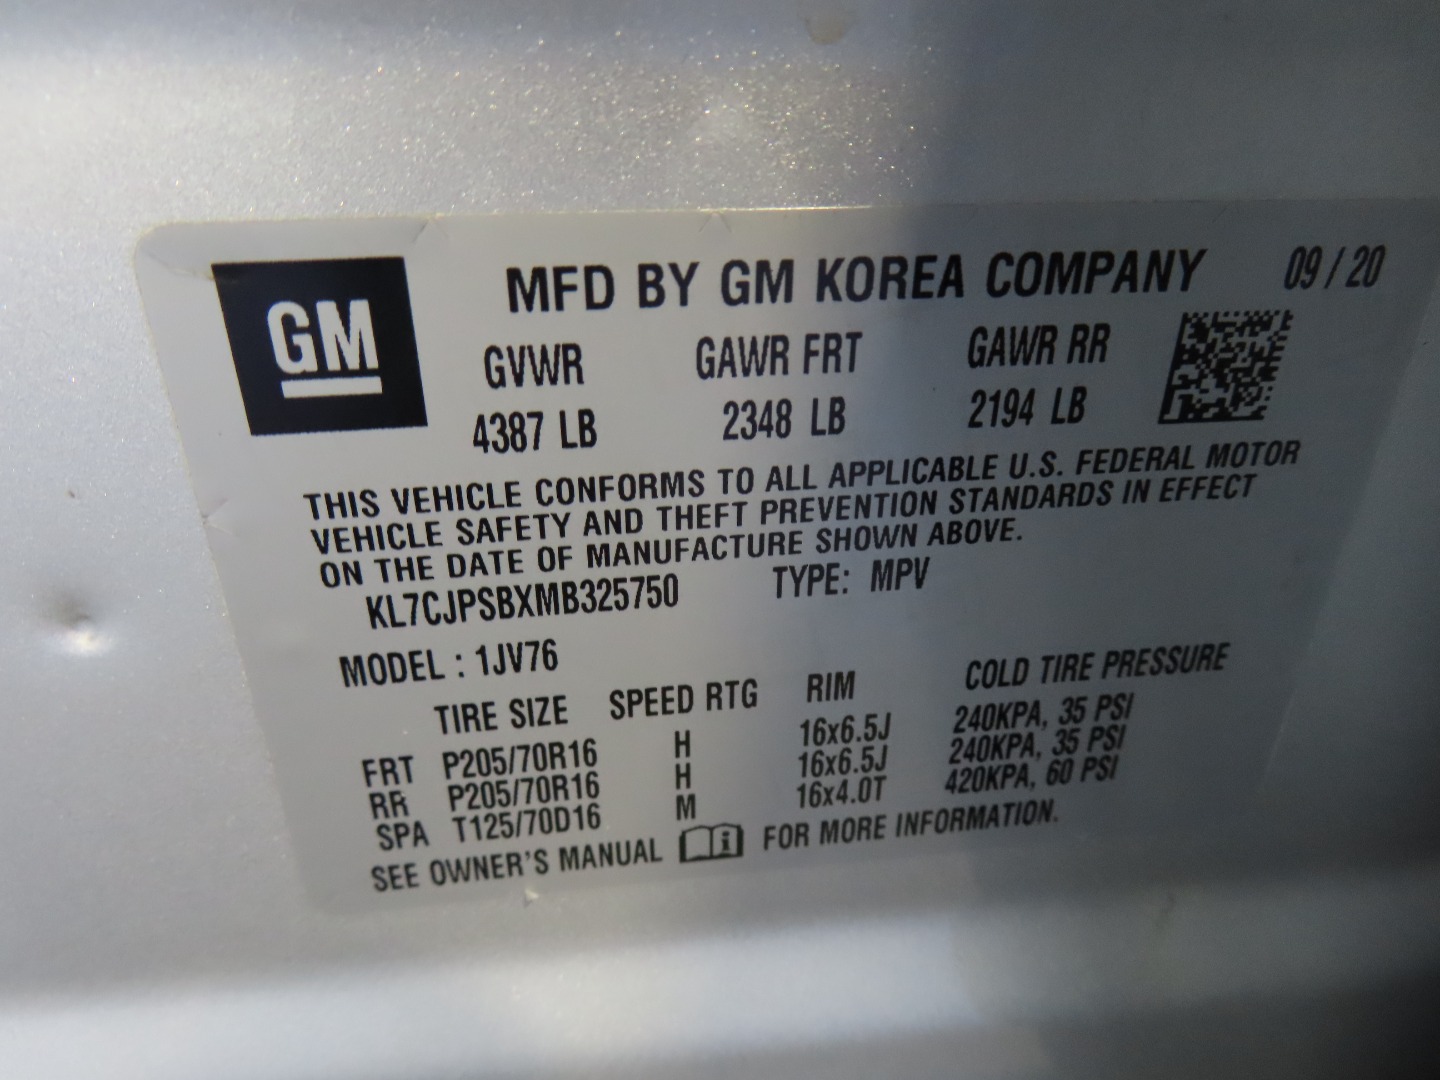 GM
MFD BY GM KOREA COMPANY 09 / 20
GVWR GAWR FRT GAWR RR
4387 LB 2348 LB 2194 LB
THIS VEHICLE CONFORMS TO ALL APPLICABLE U.S. FEDERAL MOTOR
VEHICLE SAFETY AND THEFT PREVENTION STANDARDS IN EFFECT
ON THE DATE OF MANUFACTURE SHOWN ABOVE.
KL7CJPSBXMB325750 TYPE: MPV
MODEL : 1JV76
TIRE SIZE SPEED RTG RIM COLD TIRE PRESSURE
FRT P205/70R16 H 16x6.5J 240KPA, 35 PSI
RR P205/70R16 H 16x6.5J 240KPA, 35 PSI
SPA T125/70D16 M 16x4.0T 420KPA, 60 PSI
SEE OWNER'S MANUAL i FOR MORE INFORMATION.